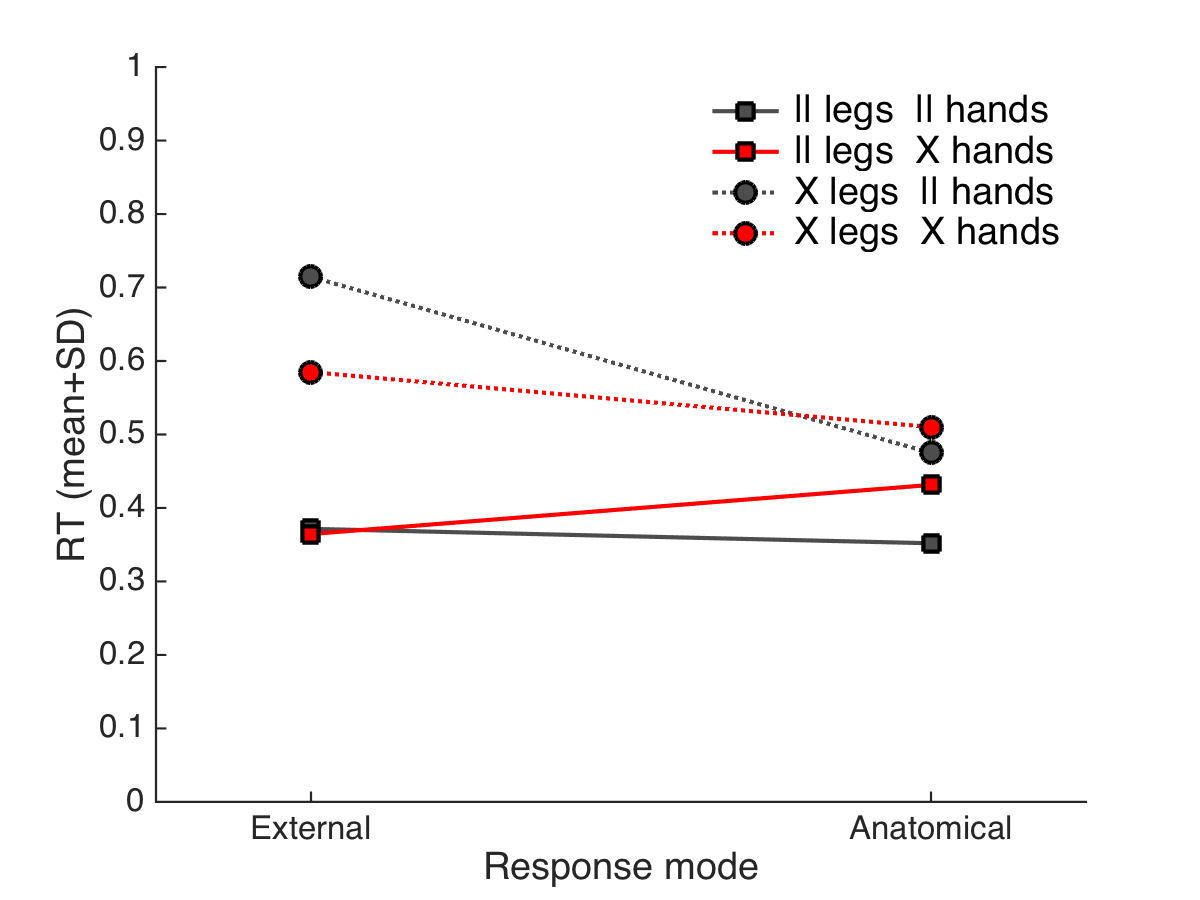 1
0.9
0.8
0.7
0.6
0.5
0.4
0.3
0.2
0.1
0
RT (mean+SD)
ll legs ll hands
ll legs X hands
X legs ll hands
X legs X hands
External
Anatomical
Response mode